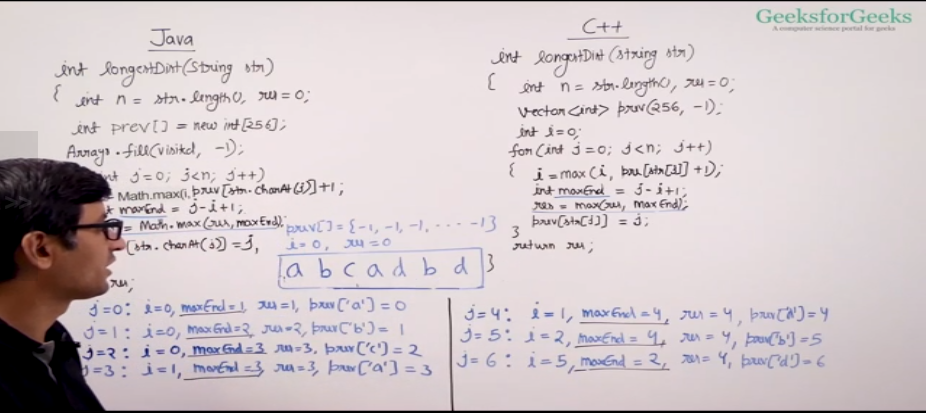 GeeksforGeeks
A computer science portal for geeks
Java
int longestDist(String str)
{ int n = str.length(), res=0;
int prev[] = new int[256];
Arrays.fill(visited, -1);
int j=0; j<n; j++)
= Math.max(i, prev[str.charAt(j)]+1;
maxEnd = j-i+1;
= Math.max(res, maxEnd);
[str.charAt(j)] = j,
res;
C++
int longestDist(string str)
{ int n = str.length(), res=0;
vector<int> prev(256, -1);
int i=0;
for(int j=0; j<n; j++)
{ i = max(i, prev[str[j]]+1);
int maxEnd = j-i+1;
res = max(res, maxEnd);
prev[str[j]] = j;
}
return res;
}
prev[] = {-1, -1, -1, .... -1}
i=0, res=0
a b c a d b d
j=0: i=0, maxEnd=1, res=1, prev['a']=0
j=1: i=0, maxEnd=2, res=2, prev['b']=1
j=2: i=0, maxEnd=3 res=3, prev['c']=2
j=3: i=1, maxEnd=3, res=3, prev['a']=3
j=4: i=1, maxEnd=4, res=4, prev['d']=4
j=5: i=2, maxEnd=4, res=4, prev['b']=5
j=6: i=5, maxEnd=2, res=4, prev['d']=6